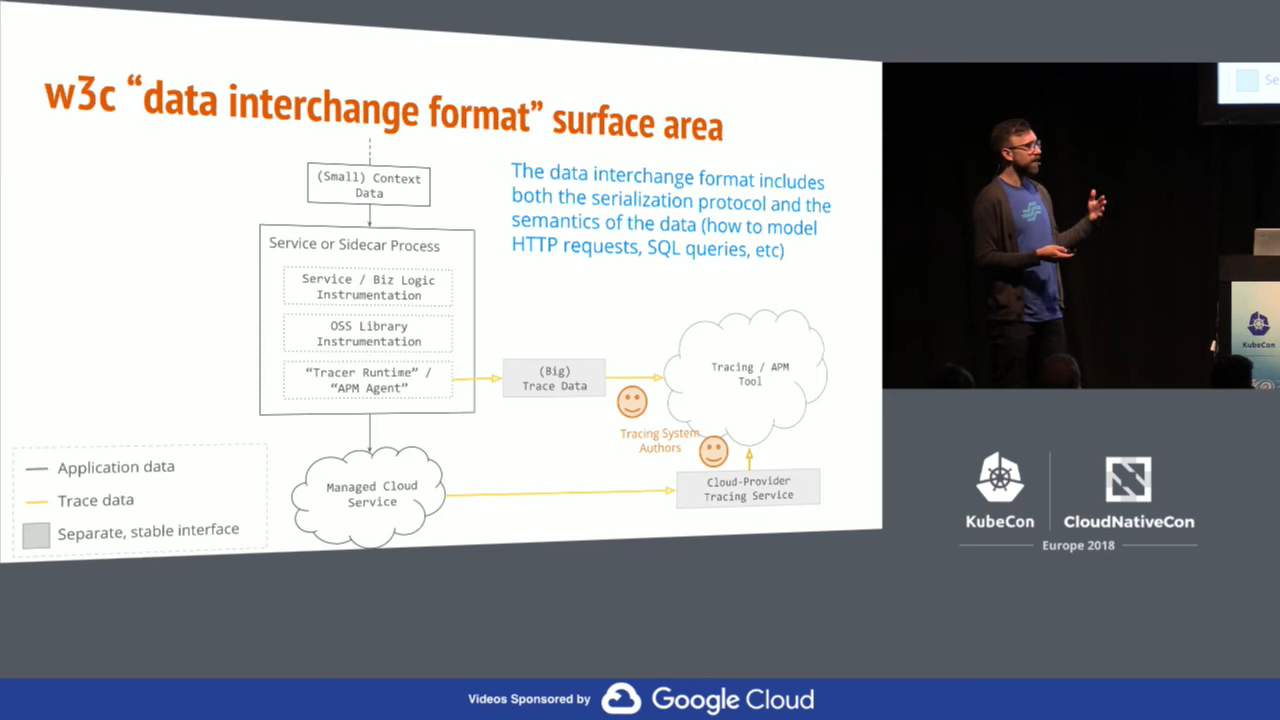 w3c “data interchange format” surface area
(Small) Context
Data
The data interchange format includes
both the serialization protocol and the
semantics of the data (how to model
HTTP requests, SQL queries, etc)
Service or Sidecar Process
Service / Biz Logic
Instrumentation
OSS Library
Instrumentation
“Tracer Runtime” /
“APM Agent”
(Big)
Trace Data
Tracing / APM
Tool
Tracing System
Authors
Managed Cloud
Service
Cloud-Provider
Tracing Service
Application data
Trace data
Separate, stable interface
Se
KubeCon
KubeCon
CloudNativeCon
Europe 2018
Videos Sponsored by
Google Cloud